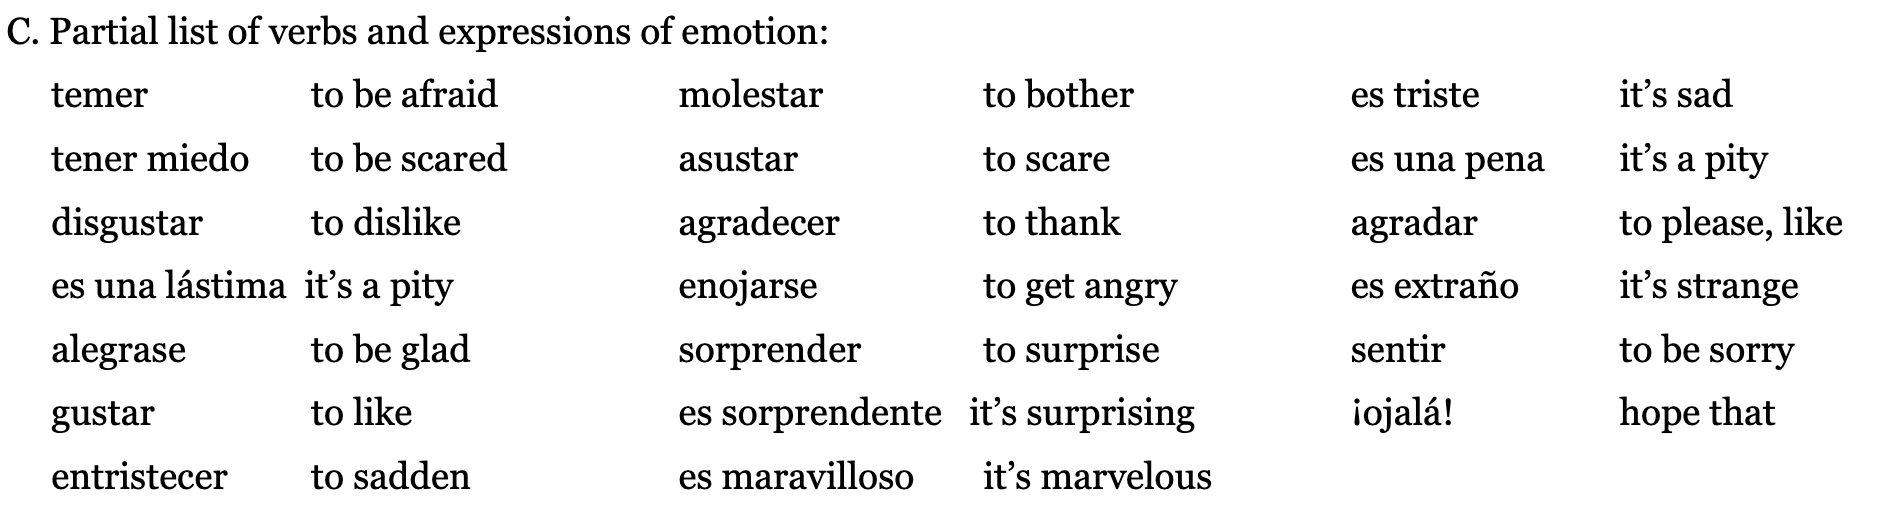 C. Partial list of verbs and expressions of emotion:
temer to be afraid molestar to bother es triste it’s sad
tener miedo to be scared asustar to scare es una pena it’s a pity
disgustar to dislike agradecer to thank agradar to please, like
es una lástima it’s a pity enojarse to get angry es extraño it’s strange
alegrase to be glad sorprender to surprise sentir to be sorry
gustar to like es sorprendente it’s surprising ¡ojalá! hope that
entristecer to sadden es maravilloso it’s marvelous